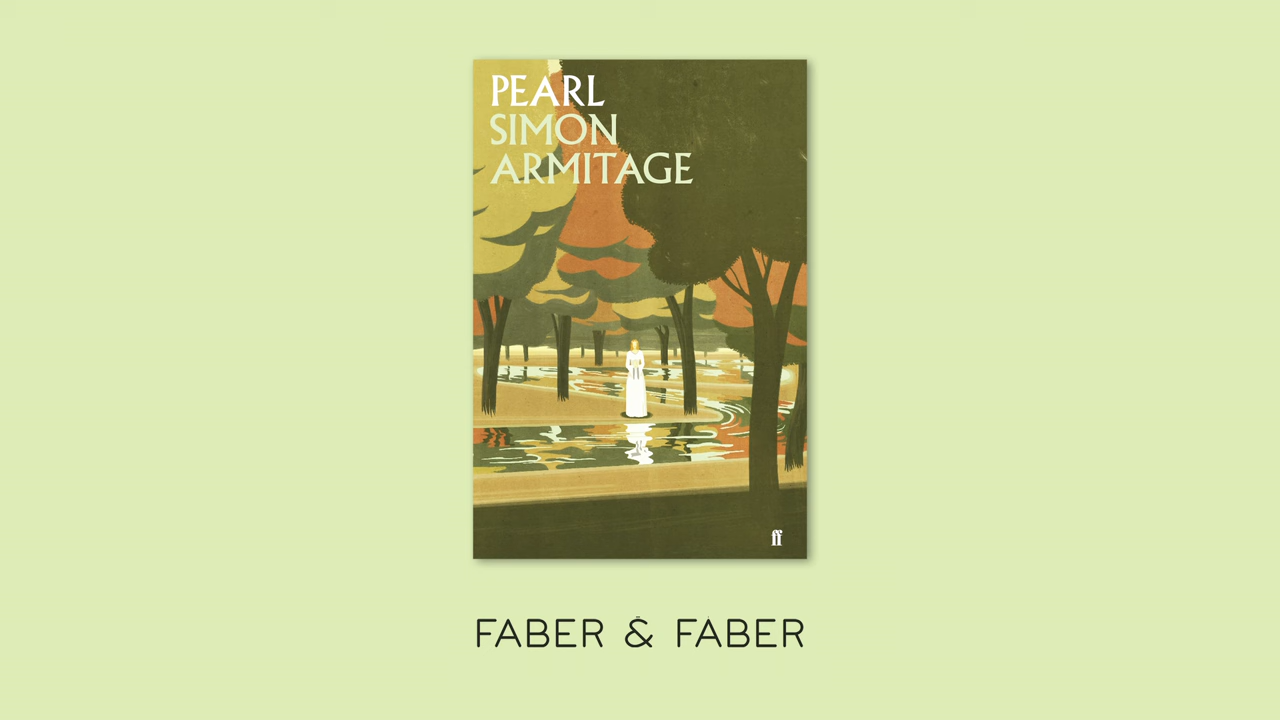 PEARL
SIMON
ARMITAGE
ff
FABER & FABER